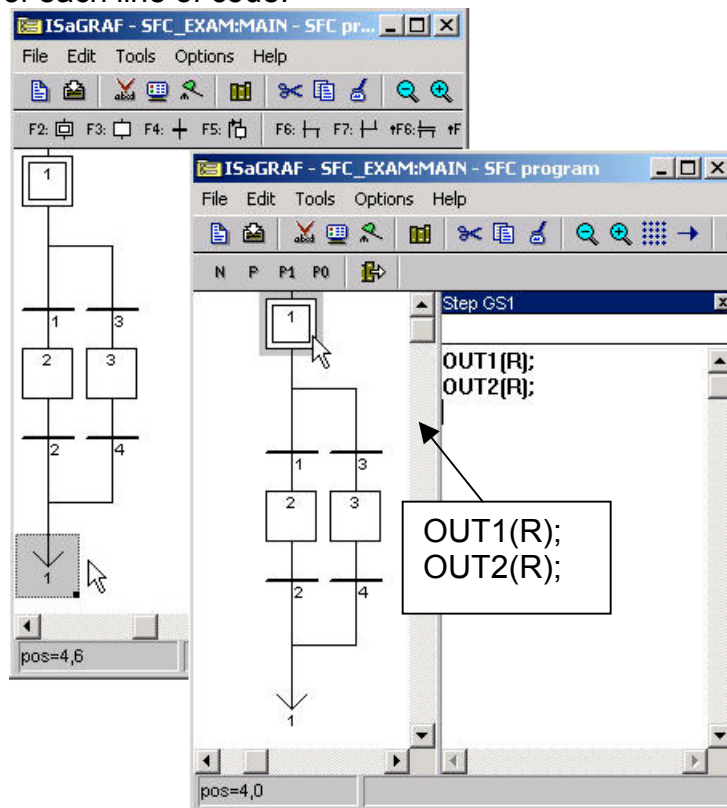 ISaGRAF - SFC_EXAM:MAIN - SFC pr...
File Edit Tools Options Help
F2: F3: F4: F5: F6: F7: F6: F
1
1 3
2 3
2 4
1
pos=4,6
ISaGRAF - SFC_EXAM:MAIN - SFC program
File Edit Tools Options Help
N P P1 P0
1
1 3
2 3
2 4
1
pos=4,0
Step GS1
OUT1(R);
OUT2(R);
OUT1(R);
OUT2(R);